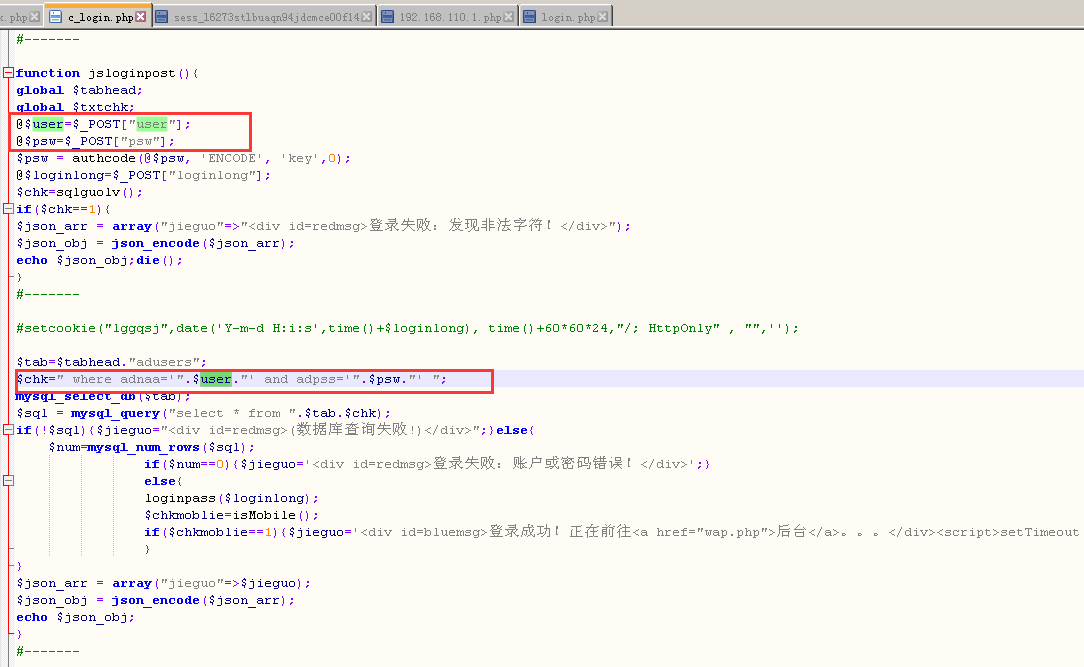 x.php c_login.php sess_l6273stlbuaqn94jdcmce00f14 192.168.110.1.php login.php
#-------
function jsloginpost(){
global $tabhead;
global $txtchk;
@$user=$_POST["user"];
@$psw=$_POST["psw"];
$psw = authcode(@$psw, 'ENCODE', 'key',0);
@$loginlong=$_POST["loginlong"];
$chk=sqlguolv();
if($chk==1){
$json_arr = array("jieguo"=>"<div id=redmsg>登录失败：发现非法字符！</div>");
$json_obj = json_encode($json_arr);
echo $json_obj;die();
}
#-------
#setcookie("lggqsj",date('Y-m-d H:i:s',time()+$loginlong), time()+60*60*24,"/; HttpOnly" , "",'');
$tab=$tabhead."adusers";
$chk=" where adnaa='".$user."' and adpss='".$psw."' ";
mysql_select_db($tab);
$sql = mysql_query("select * from ".$tab.$chk);
if(!$sql){$jieguo="<div id=redmsg>(数据库查询失败!)</div>";}else{
$num=mysql_num_rows($sql);
if($num==0){$jieguo='<div id=redmsg>登录失败：账户或密码错误！</div>';}
else{
loginpass($loginlong);
$chkmoblie=isMobile();
if($chkmoblie==1){$jieguo='<div id=bluemsg>登录成功！正在前往<a href="wap.php">后台</a>。。。</div><script>setTimeout
}
}
$json_arr = array("jieguo"=>$jieguo);
$json_obj = json_encode($json_arr);
echo $json_obj;
}
#-------